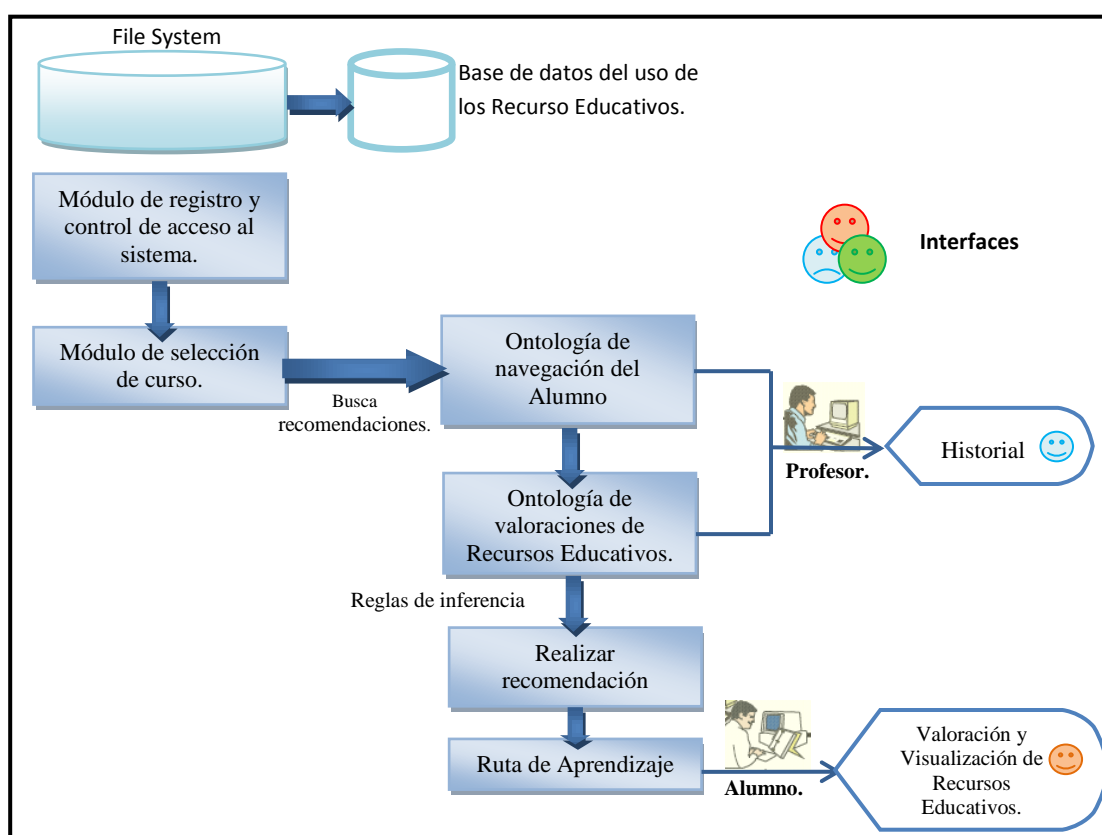 File System
Base de datos del uso de
los Recurso Educativos.
Módulo de registro y
control de acceso al
sistema.
Interfaces
Módulo de selección
de curso.
Busca
recomendaciones.
Ontología de
navegación del
Alumno
Profesor.
Historial
Ontología de
valoraciones de
Recursos Educativos.
Reglas de inferencia
Realizar
recomendación
Ruta de Aprendizaje
Alumno.
Valoración y
Visualización de
Recursos
Educativos.